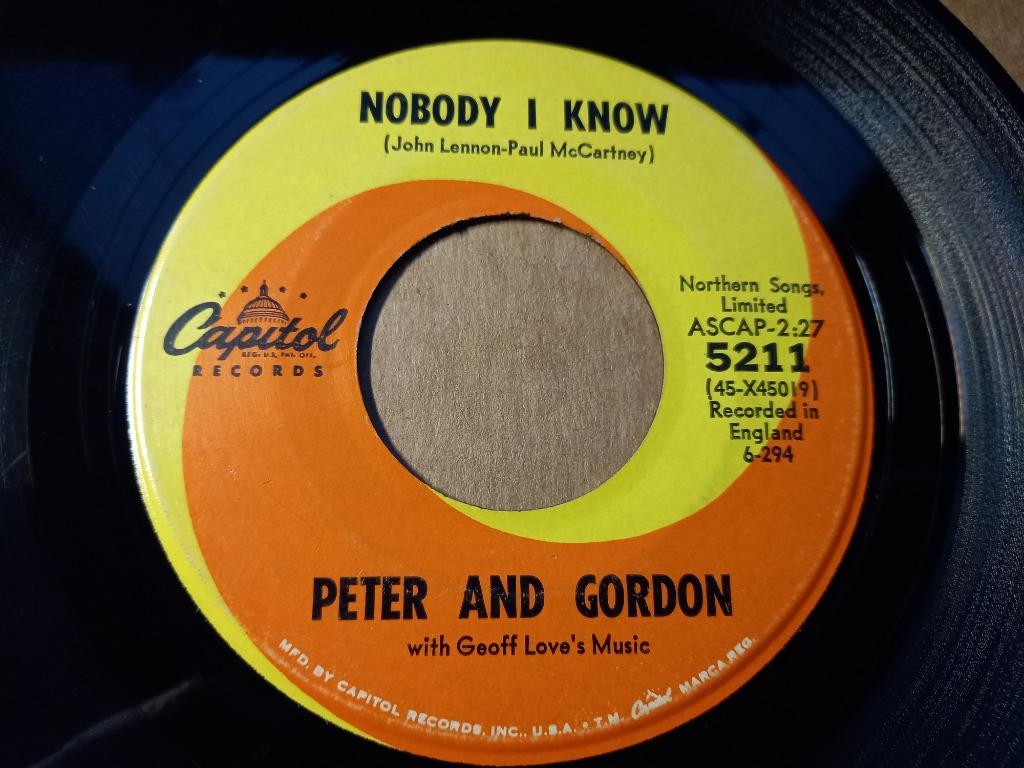 NOBODY I KNOW
(John Lennon-Paul McCartney)
Capitol
REG. U.S. PAT. OFF.
RECORDS
Northern Songs,
Limited
ASCAP-2:27
5211
(45-X45019)
Recorded in
England
6-294
PETER AND GORDON
with Geoff Love's Music
MFD. BY CAPITOL RECORDS, INC., U.S.A. • T.M. Capitol MARCA REG.